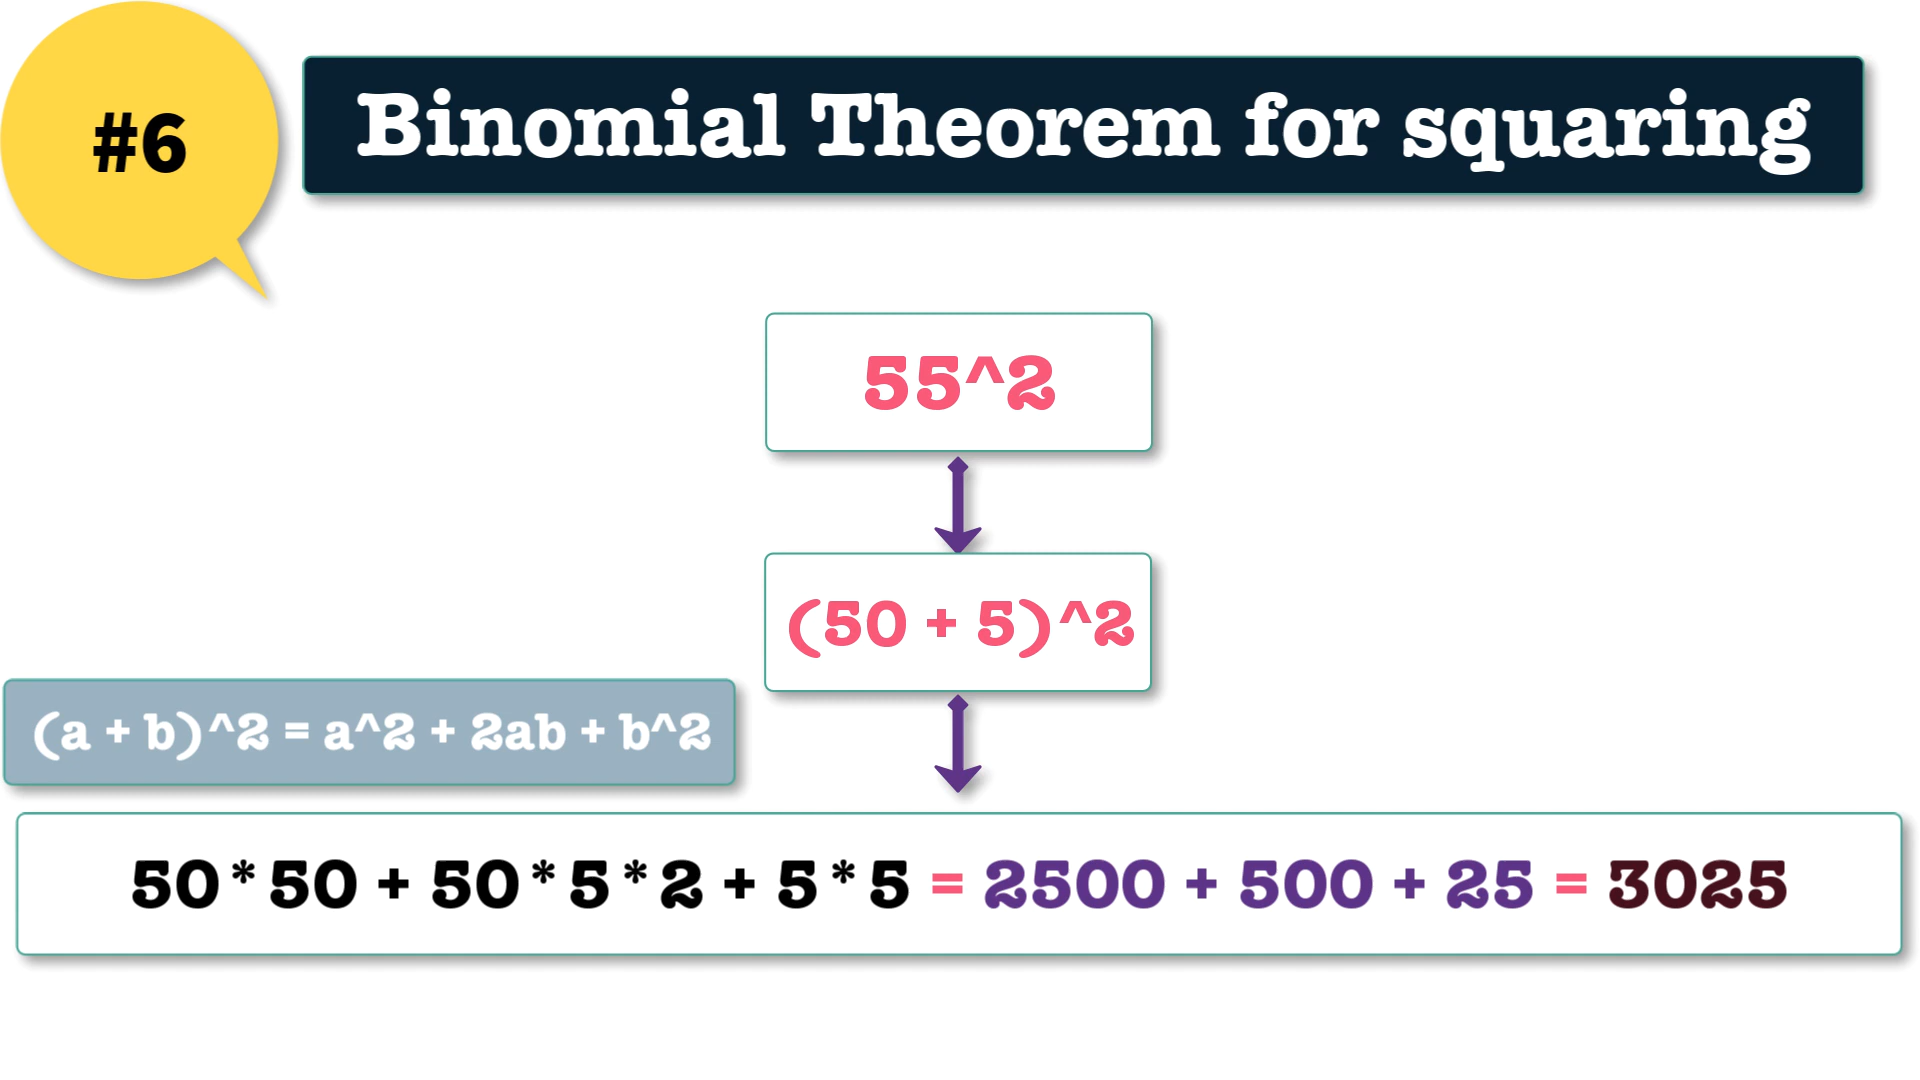 #6
Binomial Theorem for squaring
55^2
(50 + 5)^2
(a + b)^2 = a^2 + 2ab + b^2
50*50 + 50*5*2 + 5*5 = 2500 + 500 + 25 = 3025